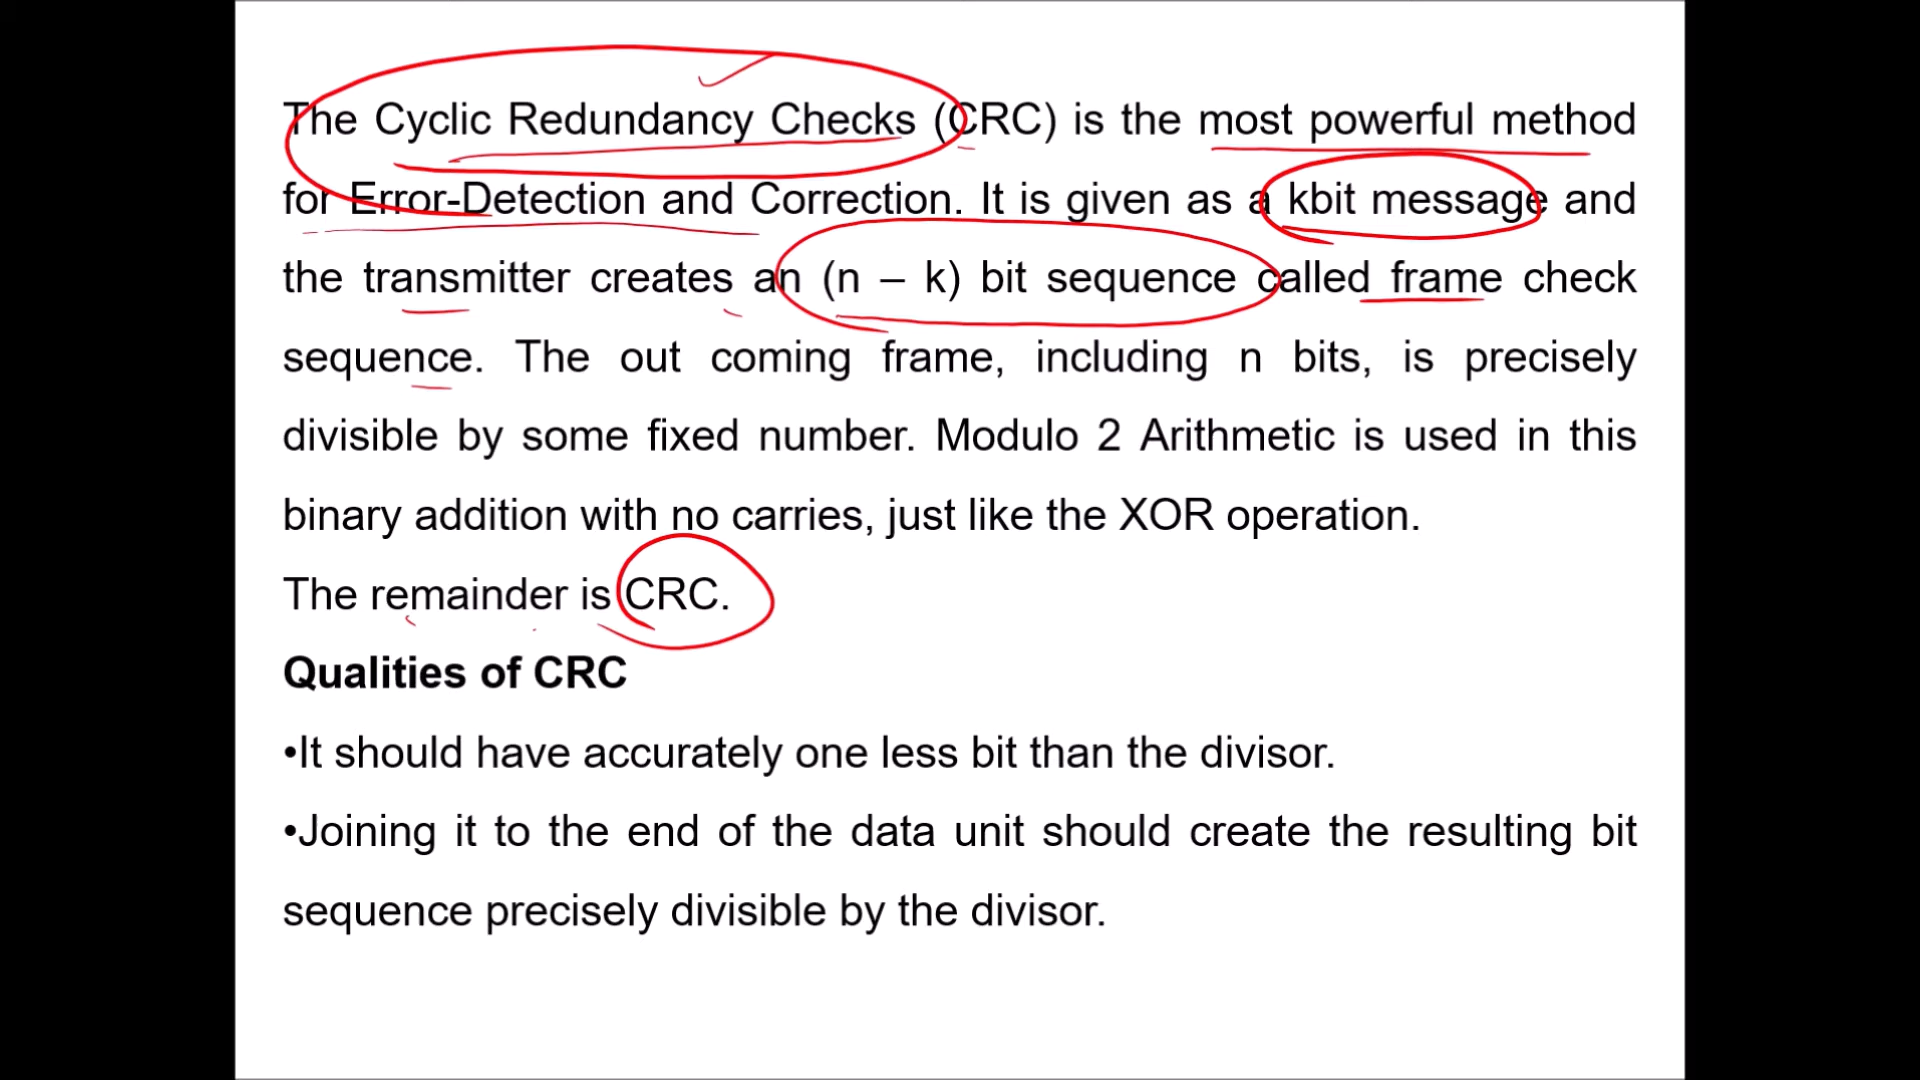 The Cyclic Redundancy Checks (CRC) is the most powerful method
for Error-Detection and Correction. It is given as a kbit message and
the transmitter creates an (n – k) bit sequence called frame check
sequence. The out coming frame, including n bits, is precisely
divisible by some fixed number. Modulo 2 Arithmetic is used in this
binary addition with no carries, just like the XOR operation.
The remainder is CRC.
Qualities of CRC
•It should have accurately one less bit than the divisor.
•Joining it to the end of the data unit should create the resulting bit
sequence precisely divisible by the divisor.